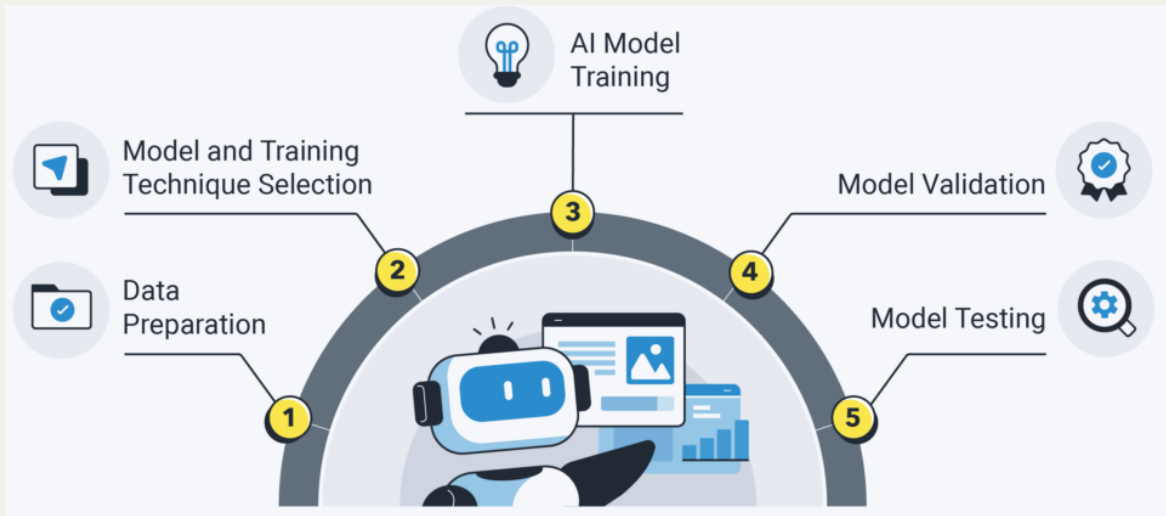 AI Model
Training
Model and Training
Technique Selection
Model Validation
3
2
4
Data
Preparation
Model Testing
1
5